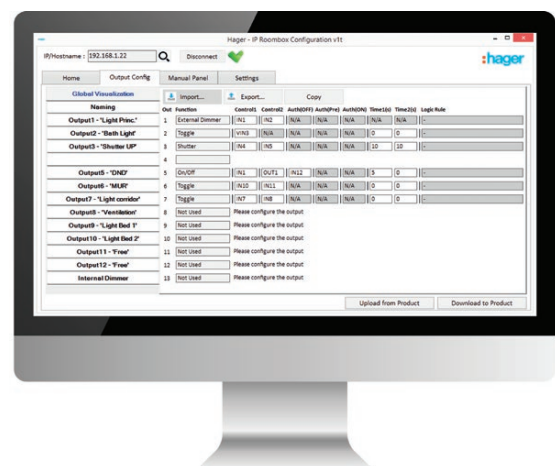 Hager - IP Roombox Configuration v1t
IP/Hostname : 192.168.1.22 Disconnect :hager
Home Output Config Manual Panel Settings
Global Visualization Import... Export... Copy
Naming Out Function Control1 Control2 Auth(OFF) Auth(Pre) Auth(ON) Time1(s) Time2(s) Logic Rule
Output1 - 'Light Princ.' 1 External Dimmer IN1 IN2 N/A N/A N/A N/A N/A -
Output2 - 'Bath Light' 2 Toggle VIN3 N/A N/A N/A 0 0 -
Output3 - 'Shutter UP' 3 Shutter IN4 IN5 N/A N/A N/A 10 10 -
4
Output5 - 'DND' 5 On/Off IN1 OUT1 IN12 N/A N/A 5 0 -
Output6 - 'MUR' 6 Toggle IN10 IN11 N/A N/A N/A 0 0 -
Output7 - 'Light corridor' 7 Toggle IN7 IN8 N/A N/A N/A 0 0 -
Output8 - 'Ventilation' 8 Not Used Please configure the output
Output9 - 'Light Bed 1' 9 Not Used Please configure the output
Output10 - 'Light Bed 2' 10 Not Used Please configure the output
Output11 - 'Free' 11 Not Used Please configure the output
Output12 - 'Free' 12 Not Used Please configure the output
Internal Dimmer 13 Not Used Please configure the output
Upload from Product Download to Product